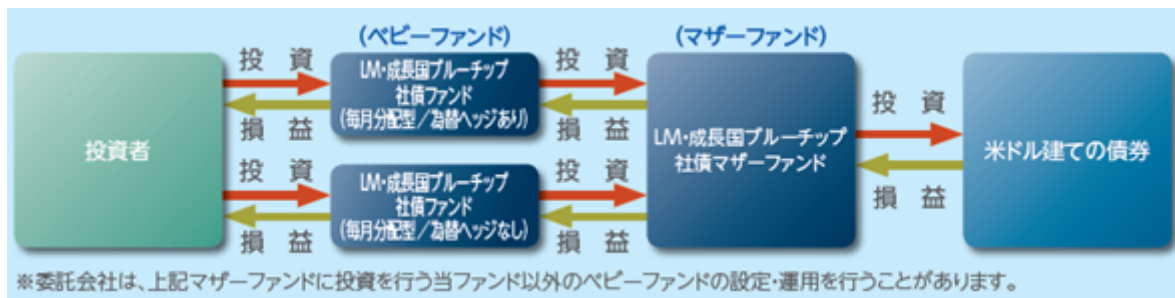 (ベビーファンド)
(マザーファンド)
投資者
投 資
損 益
LM・成長国ブルーチップ
社債ファンド
(毎月分配型/為替ヘッジあり)
投 資
損 益
投 資
損 益
LM・成長国ブルーチップ
社債ファンド
(毎月分配型/為替ヘッジなし)
投 資
損 益
LM・成長国ブルーチップ
社債マザーファンド
投 資
損 益
米ドル建ての債券
※委託会社は、上記マザーファンドに投資を行う当ファンド以外のベビーファンドの設定・運用を行うことがあります。